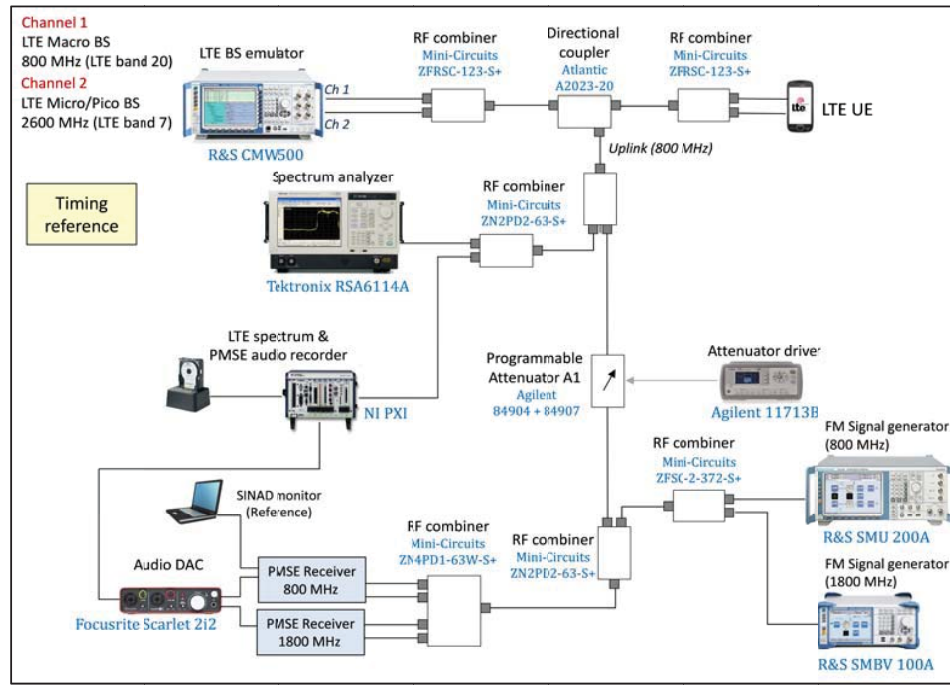 Channel 1
LTE Macro BS
800 MHz (LTE band 20)
Channel 2
LTE Micro/Pico BS
2600 MHz (LTE band 7)
LTE BS emulator
Ch 1
Ch 2
R&S CMW500
RF combiner
Mini-Circuits
ZFRSC-123-S+
Directional
coupler
Atlantic
A2023-20
RF combiner
Mini-Circuits
ZFRSC-123-S+
Lte
LTE UE
Uplink (800 MHz)
Timing
reference
Spectrum analyzer
Tektronix RSA6114A
RF combiner
Mini-Circuits
ZN2PD2-63-S+
LTE spectrum &
PMSE audio recorder
NI PXI
Programmable
Attenuator A1
Agilent
84904 + 84907
Attenuator driver
Agilent 11713B
RF combiner
Mini-Circuits
ZFSC-2-372-S+
FM Signal generator
(800 MHz)
R&S SMU 200A
SINAD monitor
(Reference)
RF combiner
Mini-Circuits
ZN4PD1-63W-S+
RF combiner
Mini-Circuits
ZN2PD2-63-S+
Audio DAC
Focusrite Scarlet 2i2
PMSE Receiver
800 MHz
PMSE Receiver
1800 MHz
FM Signal generator
(1800 MHz)
R&S SMBV 100A